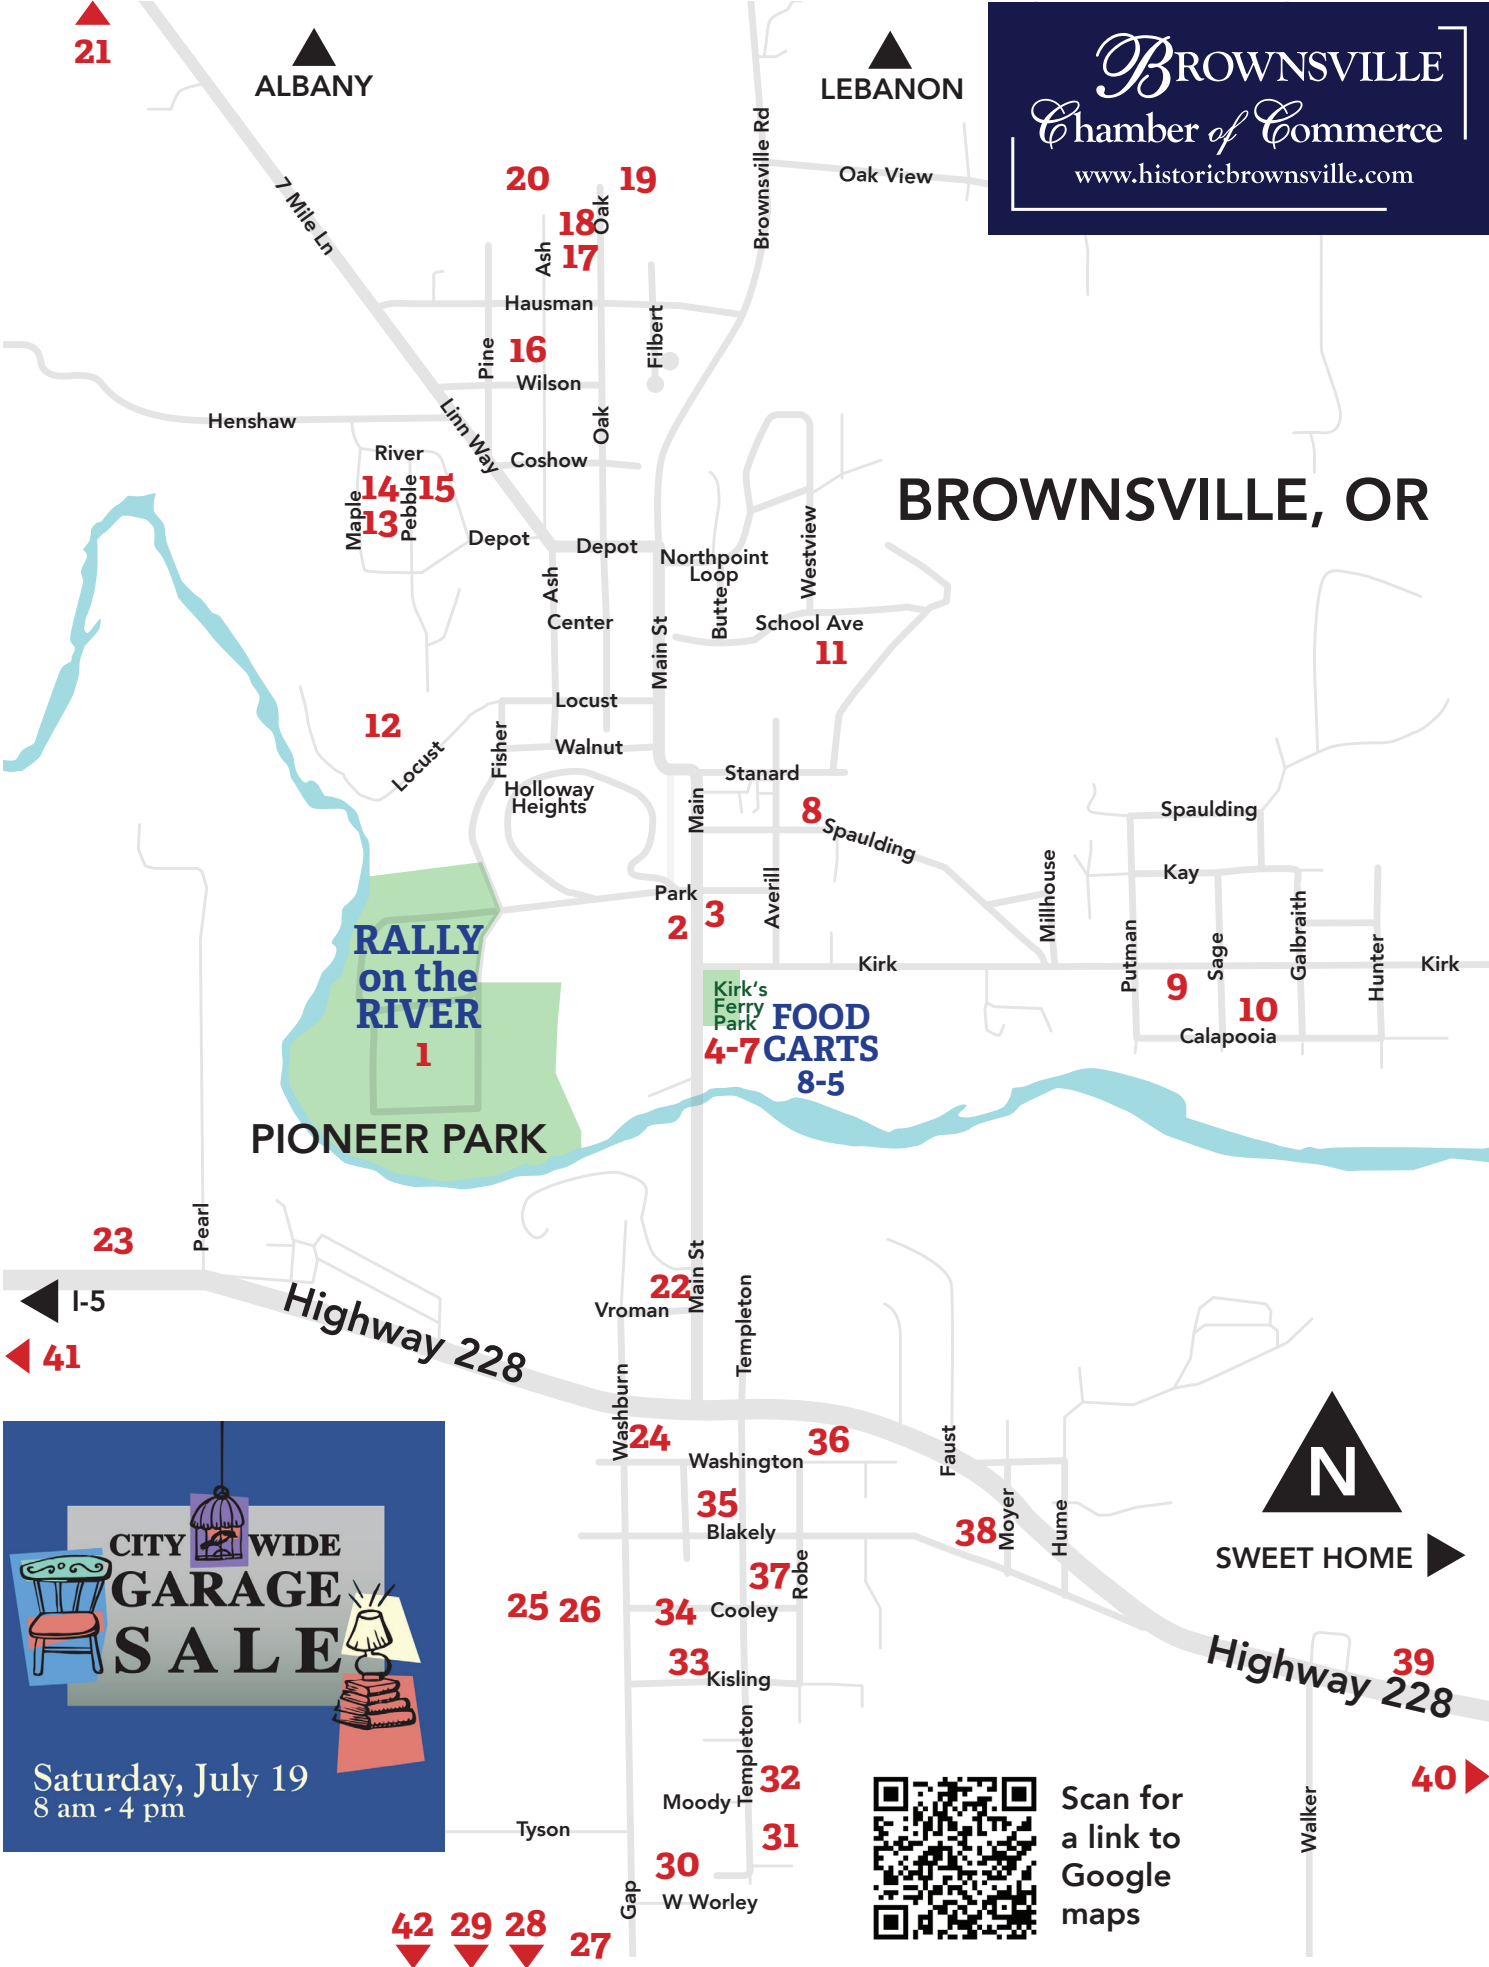 21
ALBANY
LEBANON
BROWNSVILLE
Chamber of Commerce
www.historicbrownsville.com
7 Mile Ln
Brownsville Rd
Oak View
20
19
18
Oak
17
Ash
Hausman
Pine
16
Filbert
Wilson
Henshaw
Linn Way
Oak
River
Coshow
14
15
Maple
13
Pebble
BROWNSVILLE, OR
Depot
Depot
Northpoint
Loop
Westview
Ash
Butte
Center
Main St
School Ave
11
Locust
12
Locust
Fisher
Walnut
Holloway
Heights
Stanard
Main
8
Spaulding
Spaulding
Millhouse
Kay
Park
Averill
2
3
Putman
Sage
Galbraith
Hunter
RALLY
on the
RIVER
1
Kirk
Kirk
9
10
Calapooia
Kirk's
Ferry
Park
4-7
FOOD
CARTS
8-5
PIONEER PARK
Pearl
23
I-5
41
Highway 228
22
Main St
Vroman
Templeton
Washburn
24
Washington
36
Faust
35
Blakely
38
Moyer
Hume
N
SWEET HOME
37
Robe
25
26
34
Cooley
33
Kisling
Highway 228
39
Templeton
32
Moody
40
31
Tyson
30
Gap
W Worley
Walker
42
29
28
27
CITY WIDE
GARAGE
SALE
Saturday, July 19
8 am - 4 pm
Scan for
a link to
Google
maps